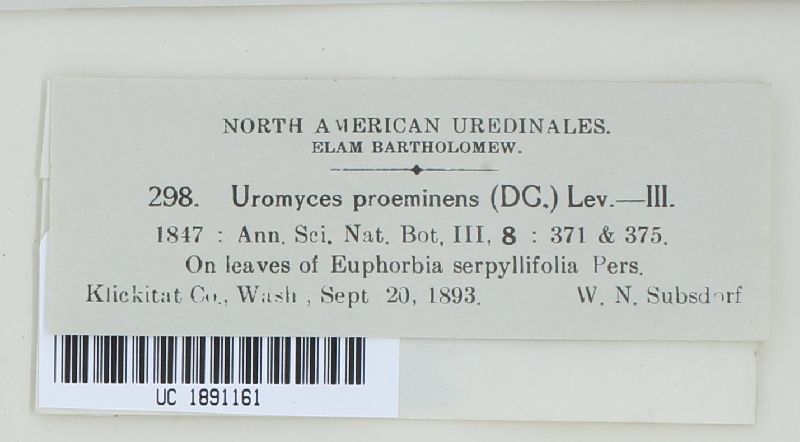 NORTH AMERICAN UREDINALES.
ELAM BARTHOLOMEW.
298. Uromyces proeminens (DC.) Lev.—III.
1847 : Ann. Sci. Nat. Bot, III, 8 : 371 & 375.
On leaves of Euphorbia serpyllifolia Pers.
Klickitat Co., Wash , Sept 20, 1893. W. N. Subsdorf
UC 1891161